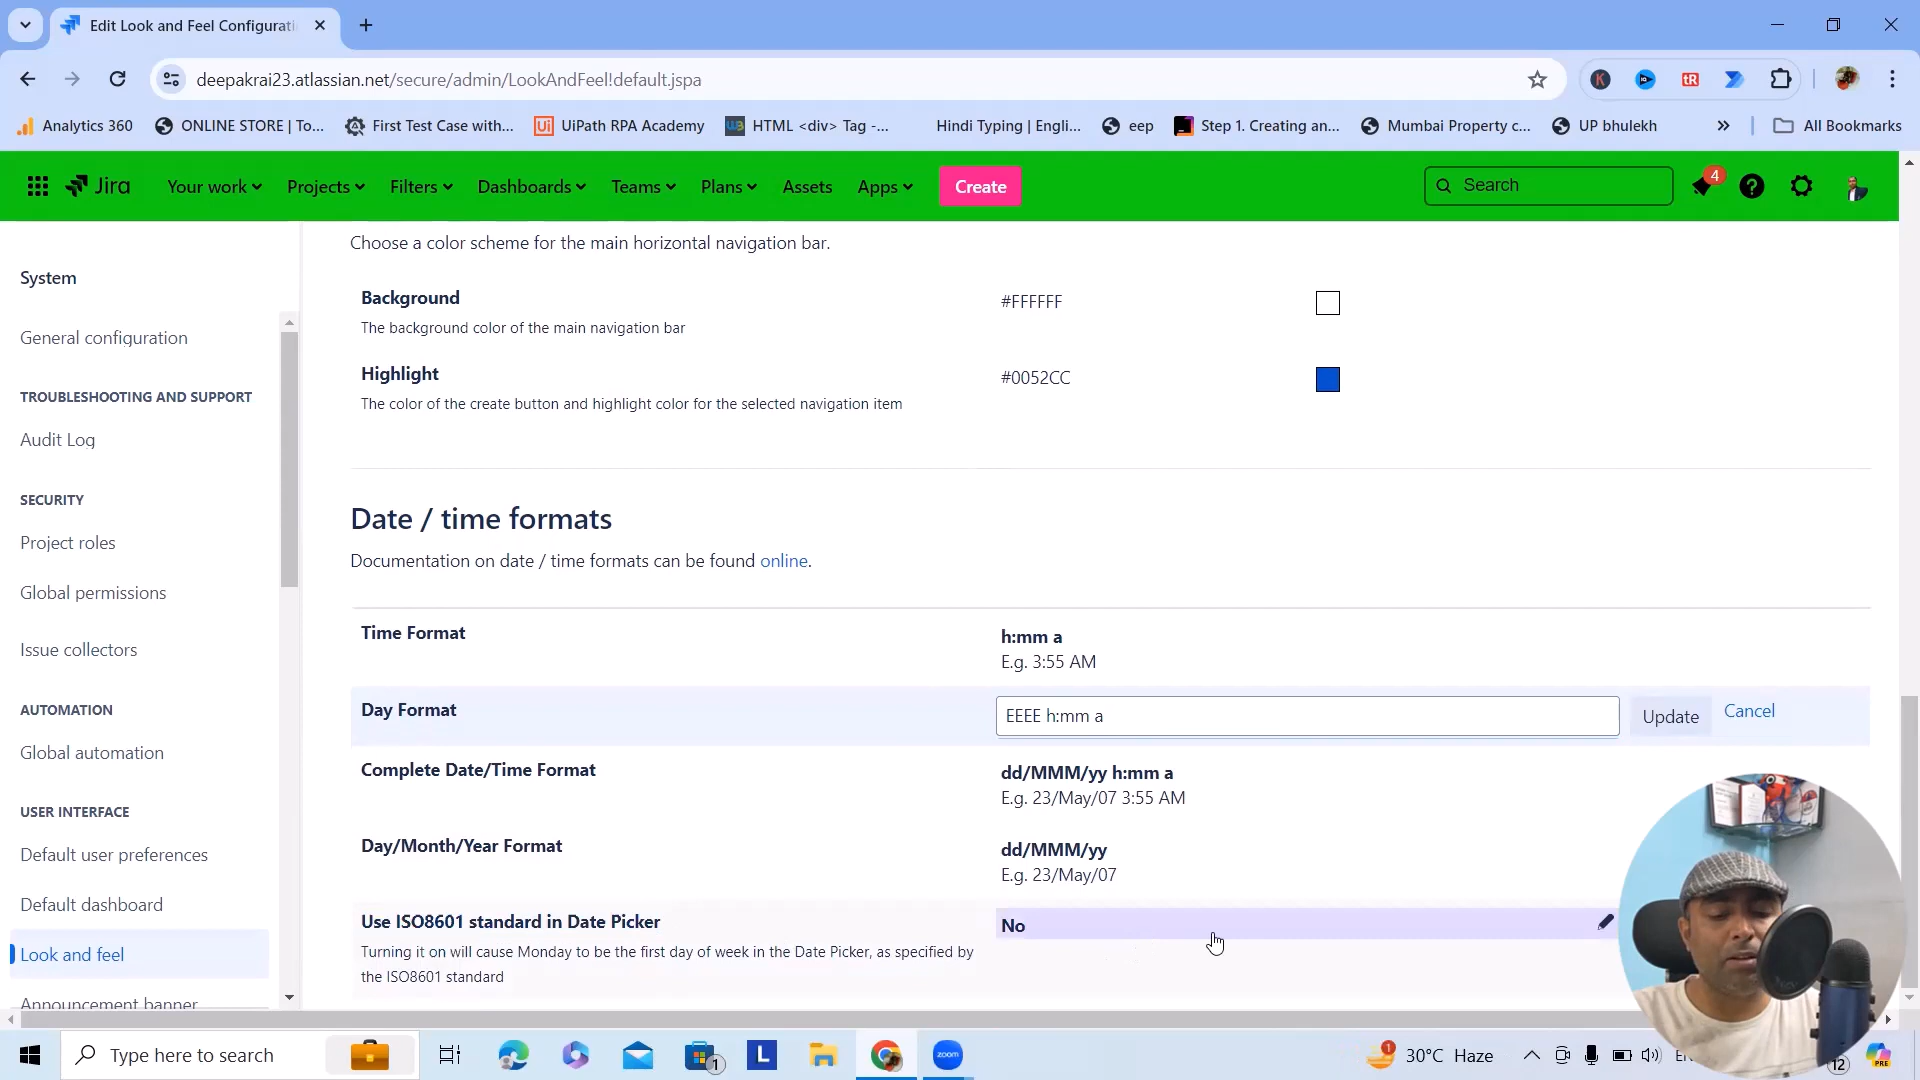 Edit Look and Feel Configurati
deepakrai23.atlassian.net/secure/admin/LookAndFeel!default.jspa
K
tR
Analytics 360
ONLINE STORE | To...
First Test Case with...
UiPath RPA Academy
HTML <div> Tag -...
Hindi Typing | Engli...
eep
Step 1. Creating an...
Mumbai Property c...
UP bhulekh
All Bookmarks
Jira
Your work
Projects
Filters
Dashboards
Teams
Plans
Assets
Apps
Create
Search
4
System
General configuration
TROUBLESHOOTING AND SUPPORT
Audit Log
SECURITY
Project roles
Global permissions
Issue collectors
AUTOMATION
Global automation
USER INTERFACE
Default user preferences
Default dashboard
Look and feel
Announcement banner
Choose a color scheme for the main horizontal navigation bar.
Background
#FFFFFF
The background color of the main navigation bar
Highlight
#0052CC
The color of the create button and highlight color for the selected navigation item
Date / time formats
Documentation on date / time formats can be found online.
Time Format
h:mm a
E.g. 3:55 AM
Day Format
EEEE h:mm a
Update
Cancel
Complete Date/Time Format
dd/MMM/yy h:mm a
E.g. 23/May/07 3:55 AM
Day/Month/Year Format
dd/MMM/yy
E.g. 23/May/07
Use ISO8601 standard in Date Picker
No
Turning it on will cause Monday to be the first day of week in the Date Picker, as specified by
the ISO8601 standard
Type here to search
1
L
zoom
1
30°C Haze
12
PRE